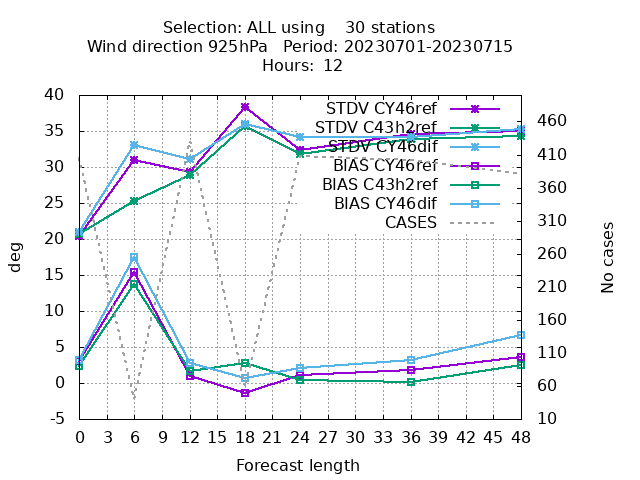 Selection: ALL using    30 stations
Wind direction 925hPa   Period: 20230701-20230715
Hours:  12
STDV CY46ref
STDV C43h2ref
STDV CY46dif
BIAS CY46ref
BIAS C43h2ref
BIAS CY46dif
CASES
40
35
30
25
20
15
10
5
0
-5
deg
460
410
360
310
260
210
160
110
60
10
No cases
0 3 6 9 12 15 18 21 24 27 30 33 36 39 42 45 48
Forecast length